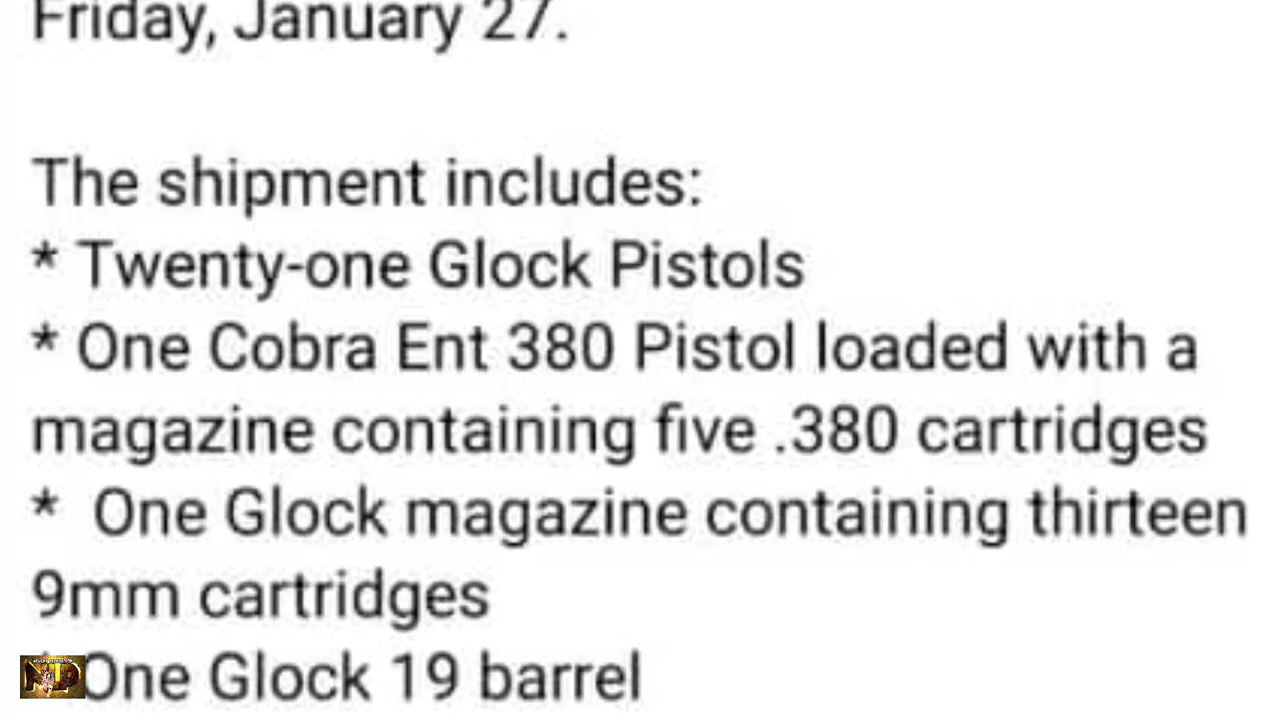 Friday, January 27.
The shipment includes:
* Twenty-one Glock Pistols
* One Cobra Ent 380 Pistol loaded with a
magazine containing five .380 cartridges
* One Glock magazine containing thirteen
9mm cartridges
One Glock 19 barrel